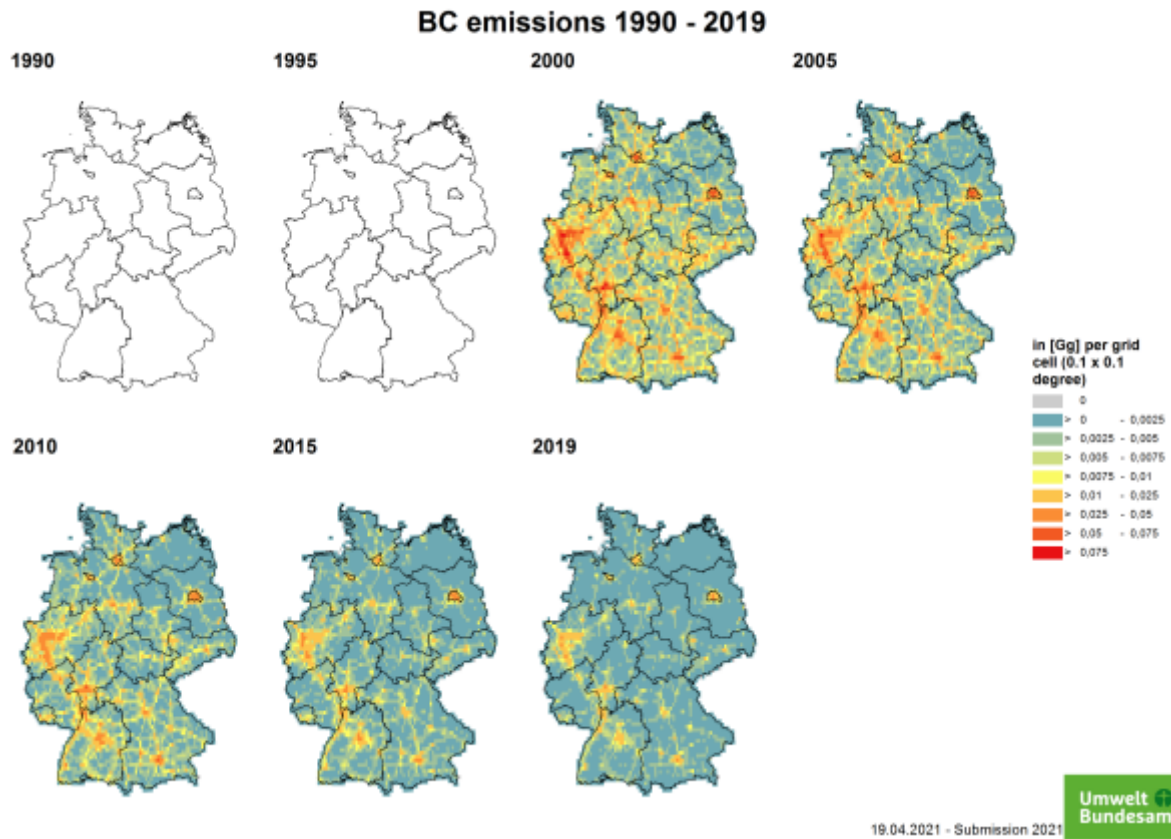 BC emissions 1990 - 2019
1990
1995
2000
2005
in [Gg] per grid
cell (0.1 x 0.1
degree)
0
> 0 - 0,0025
> 0,0025 - 0,005
> 0,005 - 0,0075
> 0,0075 - 0,01
> 0,01 - 0,025
> 0,025 - 0,05
> 0,05 - 0,075
> 0,075
2010
2015
2019
Umwelt
Bundesam
19.04.2021 - Submission 2021